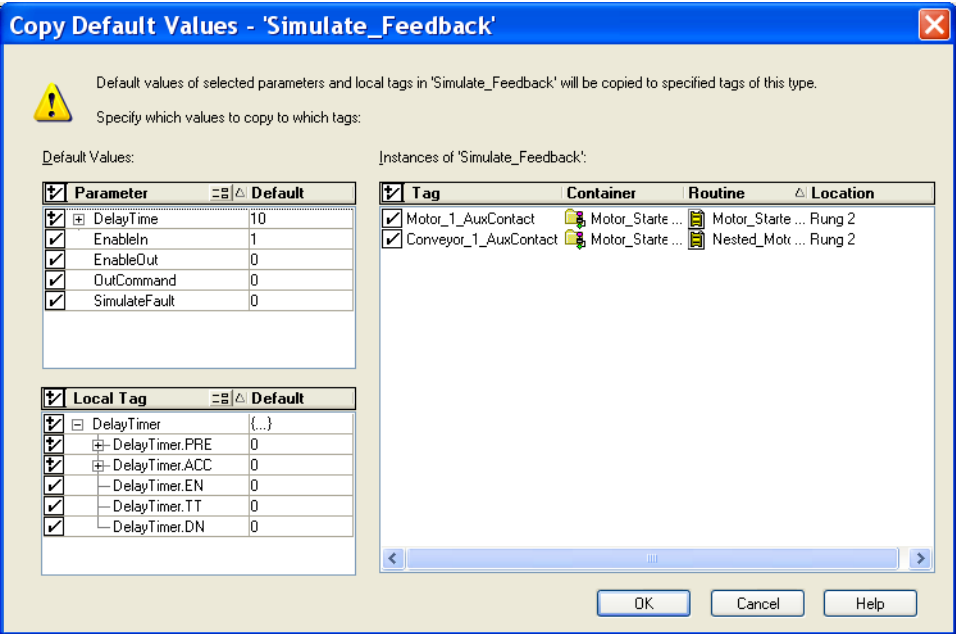 Copy Default Values - 'Simulate_Feedback'
Default values of selected parameters and local tags in 'Simulate_Feedback' will be copied to specified tags of this type.
Specify which values to copy to which tags:
Default Values:
Parameter Default
DelayTime 10
EnableIn 1
EnableOut 0
OutCommand 0
SimulateFault 0
Local Tag Default
DelayTimer {...}
DelayTimer.PRE 0
DelayTimer.ACC 0
DelayTimer.EN 0
DelayTimer.TT 0
DelayTimer.DN 0
Instances of 'Simulate_Feedback':
Tag Container Routine Location
Motor_1_AuxContact Motor_Starte ... Motor_Starte ... Rung 2
Conveyor_1_AuxContact Motor_Starte ... Nested_Moto ... Rung 2
OK Cancel Help